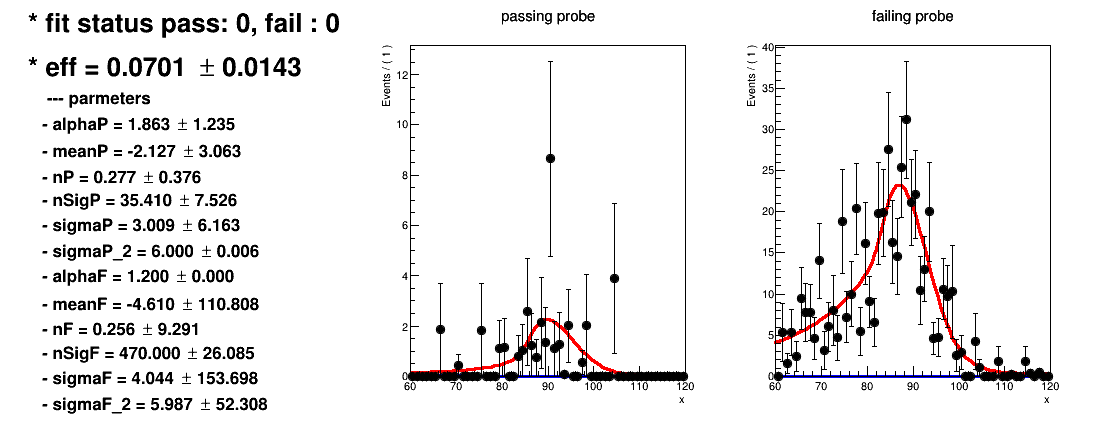 * fit status pass: 0, fail : 0
* eff = 0.0701 ± 0.0143
--- parmeters
- alphaP = 1.863 ± 1.235
- meanP = -2.127 ± 3.063
- nP = 0.277 ± 0.376
- nSigP = 35.410 ± 7.526
- sigmaP = 3.009 ± 6.163
- sigmaP_2 = 6.000 ± 0.006
- alphaF = 1.200 ± 0.000
- meanF = -4.610 ± 110.808
- nF = 0.256 ± 9.291
- nSigF = 470.000 ± 26.085
- sigmaF = 4.044 ± 153.698
- sigmaF_2 = 5.987 ± 52.308
passing probe
Events / ( 1 )
12
10
8
6
4
2
0
60 70 80 90 100 110 120
x
failing probe
Events / ( 1 )
40
35
30
25
20
15
10
5
0
60 70 80 90 100 110 120
x